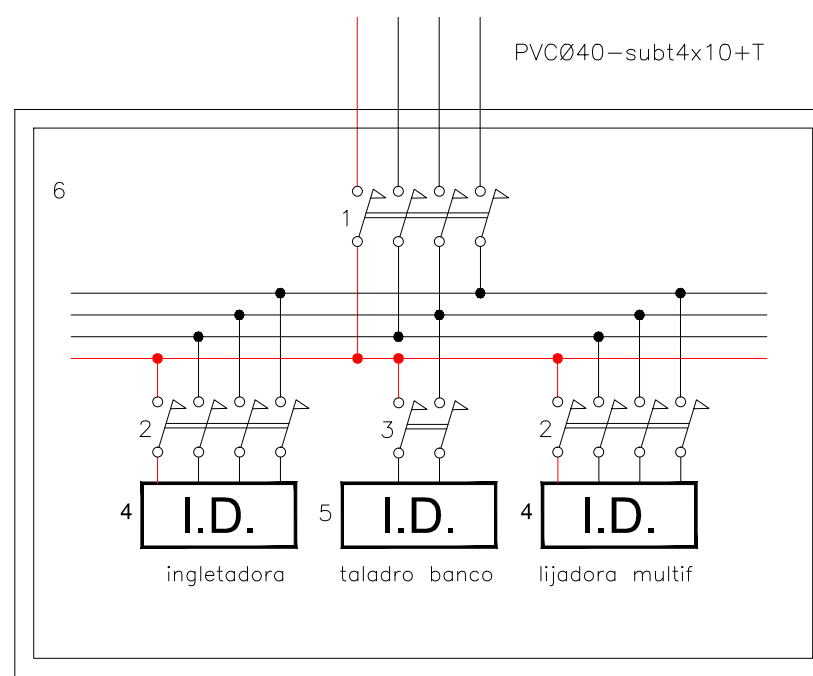 PVCØ40-subt4x10+T
6
1
2
3
2
4
I.D.
5
I.D.
4
I.D.
ingletadora
taladro banco
lijadora multif